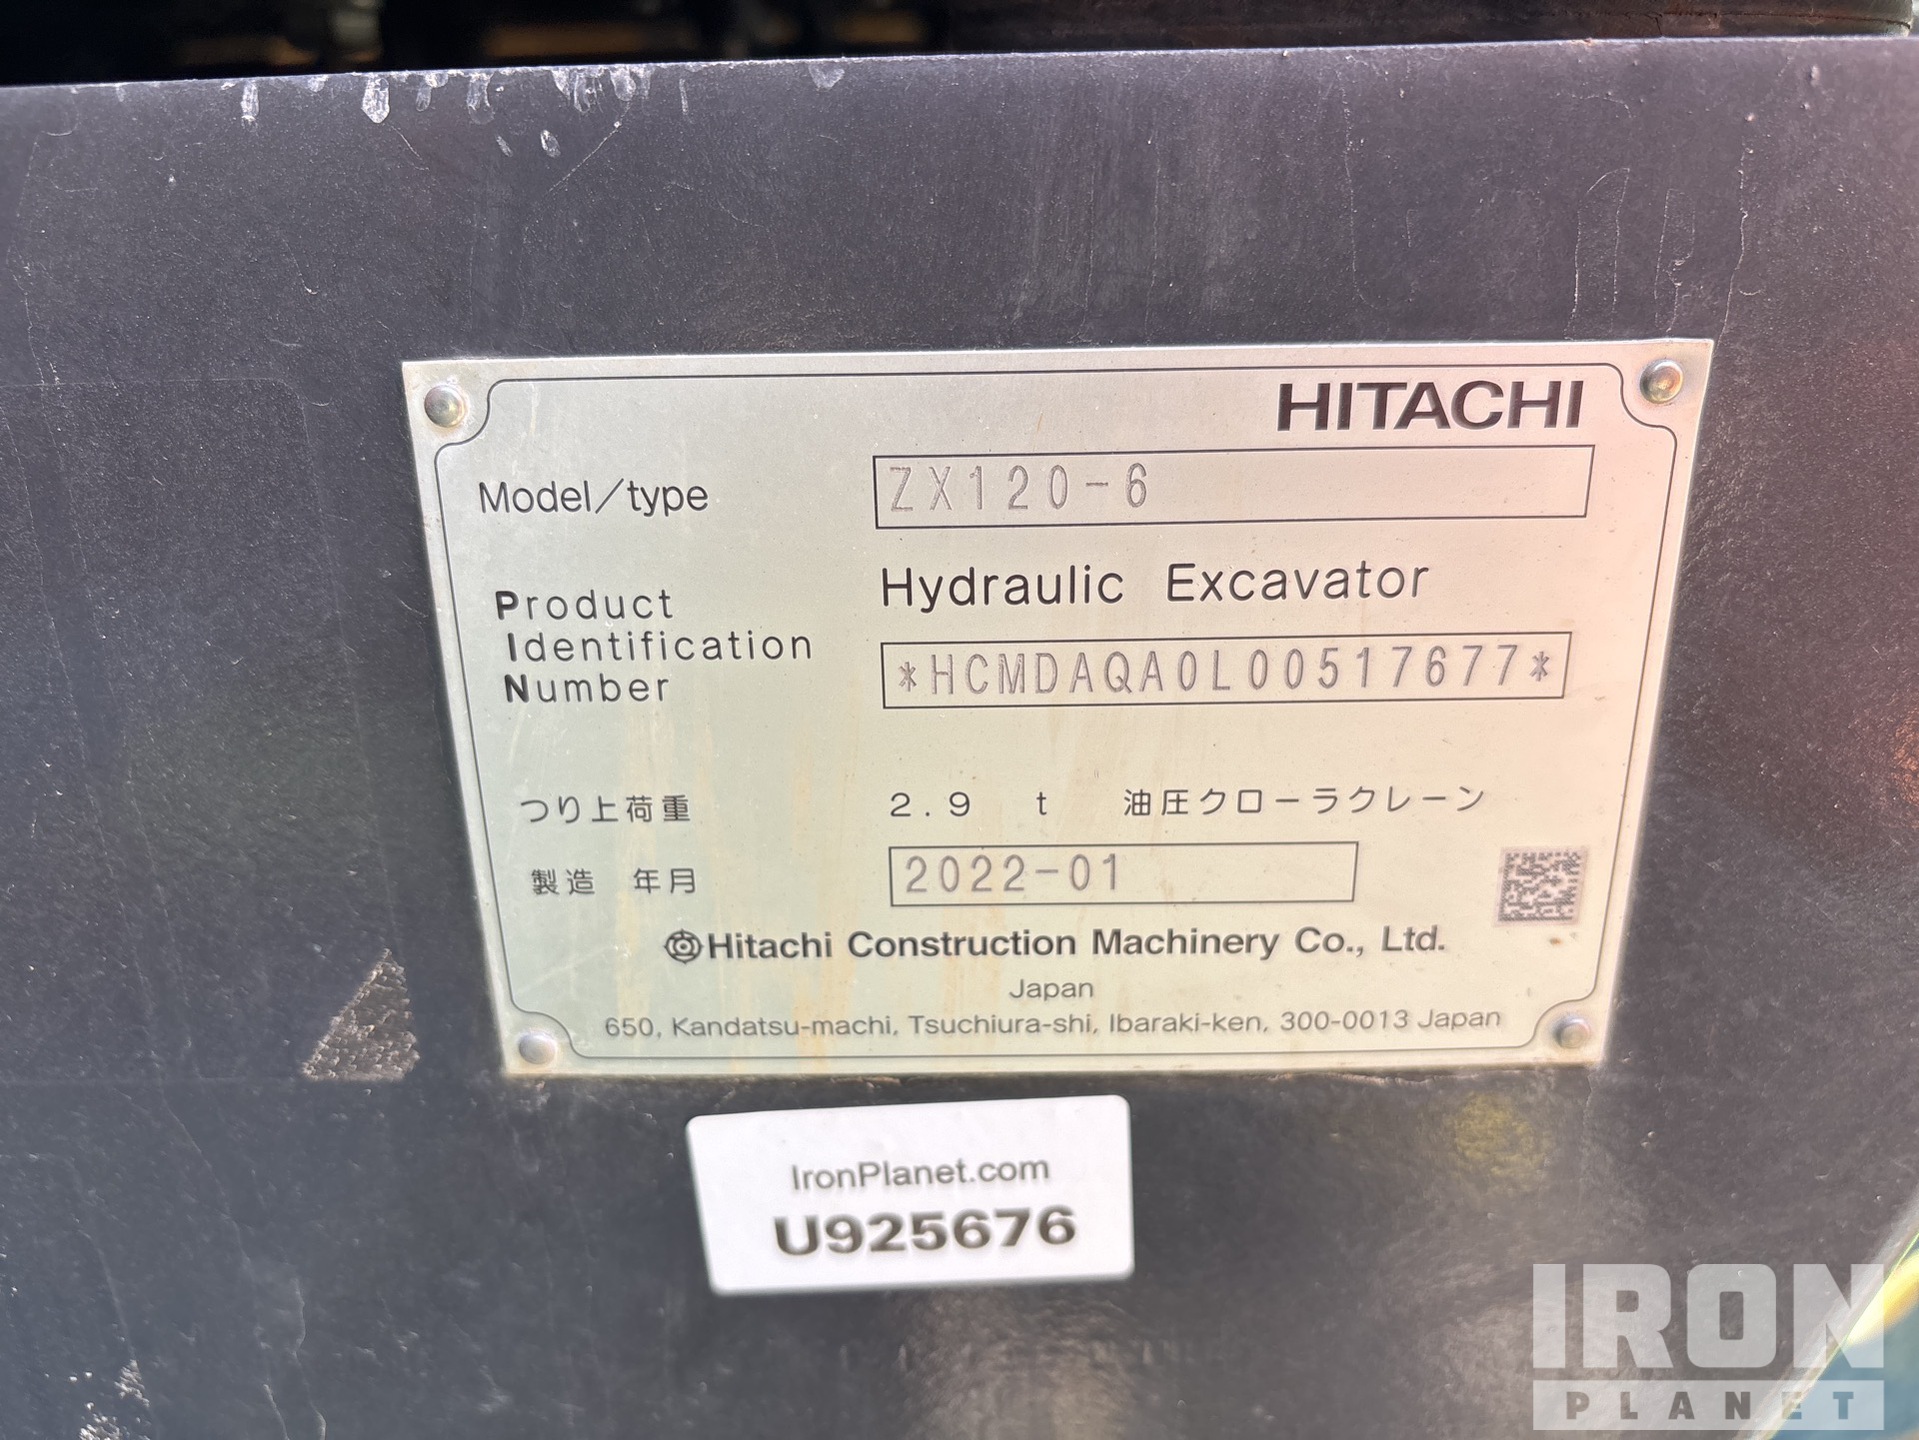 HITACHI
Model/type ZX120-6
Hydraulic Excavator
Product
Identification
Number *HCMDAQA0L00517677*
つり上荷重 2.9 t 油圧クローラクレーン
製造 年月 2022-01
Hitachi Construction Machinery Co., Ltd.
Japan
650, Kandatsu-machi, Tsuchiura-shi, Ibaraki-ken, 300-0013 Japan
IronPlanet.com
U925676
IRON
PLANET